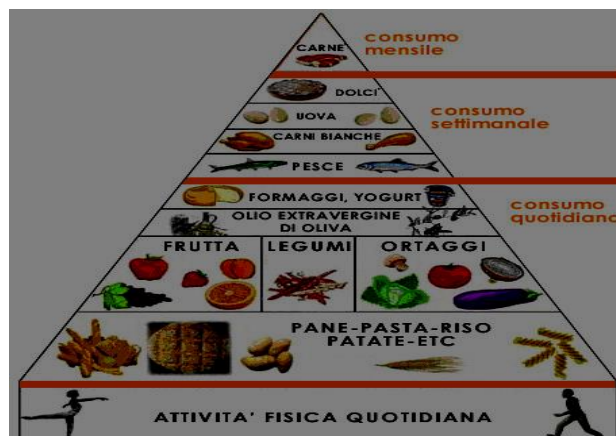 CARNE
consumo
mensile
DOLCI
UOVA
CARNI BIANCHE
PESCE
consumo
settimanale
FORMAGGI, YOGURT
OLIO EXTRAVERGINE
DI OLIVA
consumo
quotidiano
FRUTTA
LEGUMI
ORTAGGI
PANE-PASTA-RISO
PATATE-ETC
ATTIVITA' FISICA QUOTIDIANA